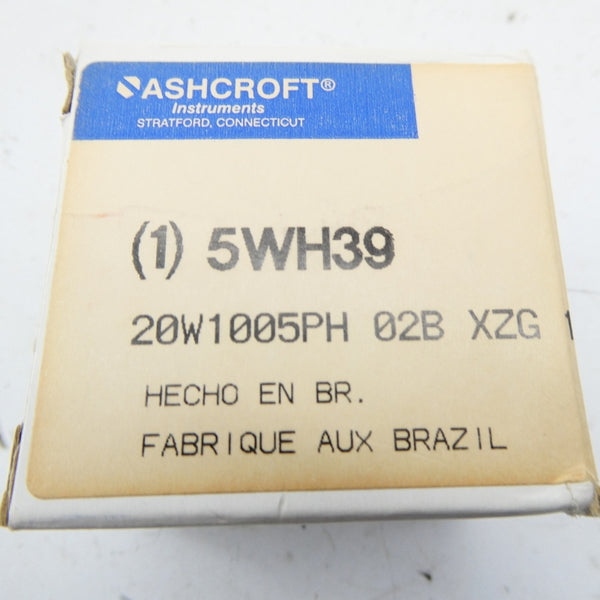 ASHCROFT®
Instruments
STRATFORD, CONNECTICUT
(1) 5WH39
20W1005PH 02B XZG
HECHO EN BR.
FABRIQUE AUX BRAZIL